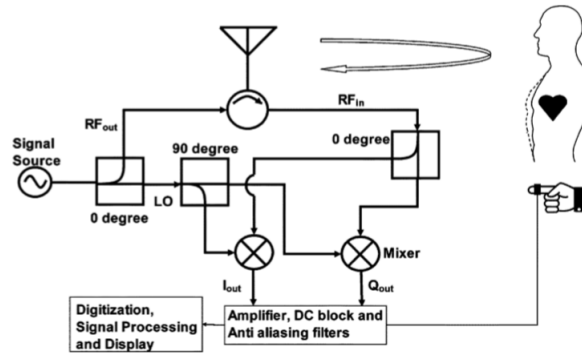 RFout
RFin
Signal
Source
90 degree
0 degree
LO
0 degree
Mixer
Iout
Qout
Digitization,
Signal Processing
and Display
Amplifier, DC block and
Anti aliasing filters